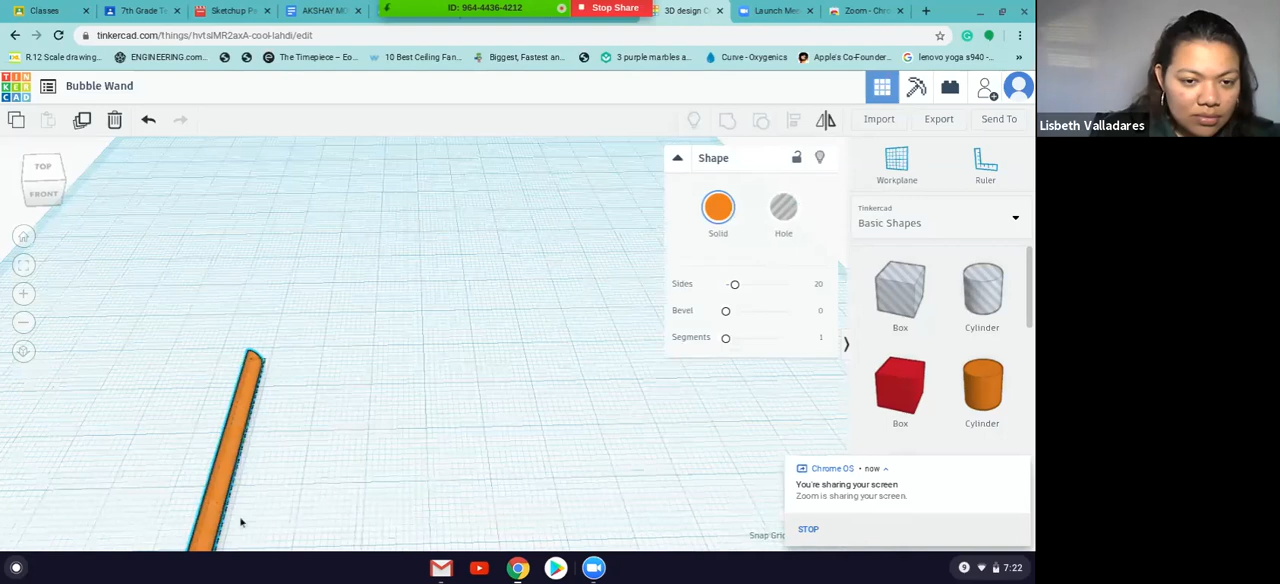 Classes
7th Grade T
Sketchup P
AKSHAY M
ID: 964-4436-4212
Stop Share
3D design C
Launch Me
Zoom - Chr
tinkercad.com/things/hvtsIMR2axA-cool-lahdi/edit
R.12 Scale drawing...
ENGINEERING.com...
The Timepiece – Eo...
10 Best Ceiling Fan...
Biggest, Fastest an...
3 purple marbles a...
Curve - Oxygenics
Apple's Co-Founder...
lenovo yoga s940 -...
TIN
KER
CAD
Bubble Wand
Import
Export
Send To
Lisbeth Valladares
TOP
FRONT
Shape
Solid
Hole
Sides
20
Bevel
0
Segments
1
Workplane
Ruler
Tinkercad
Basic Shapes
Box
Cylinder
Box
Cylinder
Snap Gri
Chrome OS • now
You're sharing your screen
Zoom is sharing your screen.
STOP
9
7:22